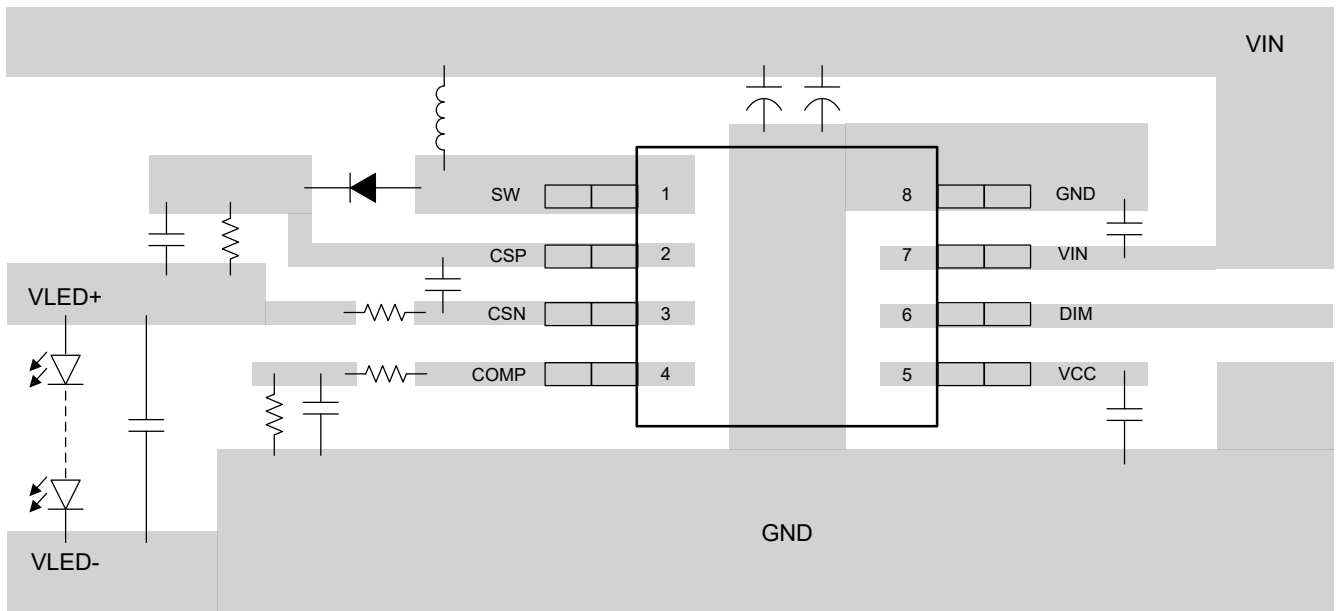 VIN
SW 1 8 GND
CSP 2 7 VIN
VLED+
CSN 3 6 DIM
COMP 4 5 VCC
GND
VLED-